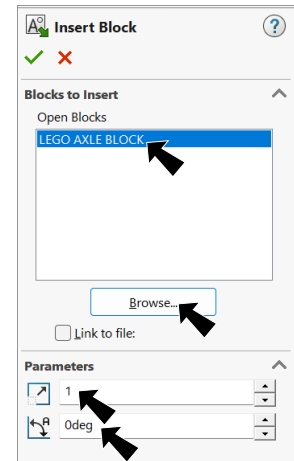 Insert Block
?
Blocks to Insert
Open Blocks
LEGO AXLE BLOCK
Browse...
Link to file:
Parameters
1
0deg